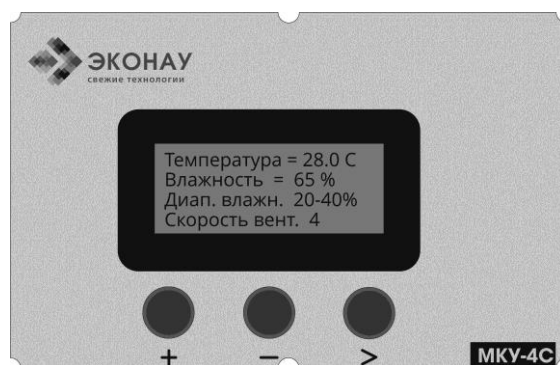 ЭКОНАУ
свежие технологии
Температура = 28.0 С
Влажность = 65 %
Диап. влажн. 20-40%
Скорость вент. 4
+ − >
МКУ-4С